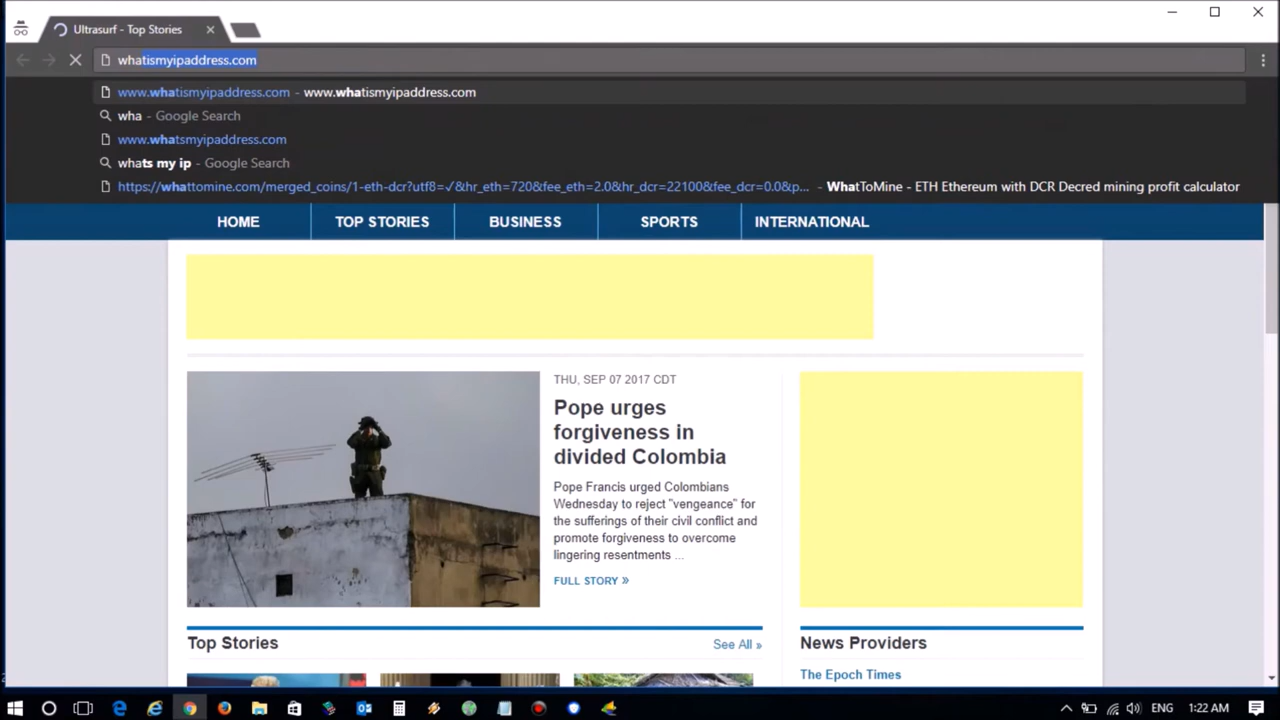 Ultrasurf - Top Stories
whatismyipaddress.com
www.whatismyipaddress.com - www.whatismyipaddress.com
wha - Google Search
www.whatsmyipaddress.com
whats my ip - Google Search
https://whattomine.com/merged_coins/1-eth-dcr?utf8=✓&hr_eth=720&fee_eth=2.0&hr_dcr=22100&fee_dcr=0.0&p... - WhatToMine - ETH Ethereum with DCR Decred mining profit calculator
HOME TOP STORIES BUSINESS SPORTS INTERNATIONAL
THU, SEP 07 2017 CDT
Pope urges
forgiveness in
divided Colombia
Pope Francis urged Colombians
Wednesday to reject "vengeance" for
the sufferings of their civil conflict and
promote forgiveness to overcome
lingering resentments ...
FULL STORY »
Top Stories
See All »
News Providers
The Epoch Times
ENG
1:22 AM